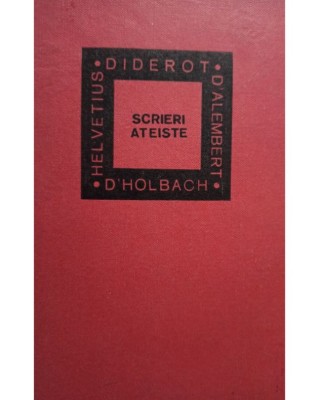 • DIDEROT •
D'ALEMBERT
• D'HOLBACH •
HELVETIUS
SCRIERI
ATEISTE